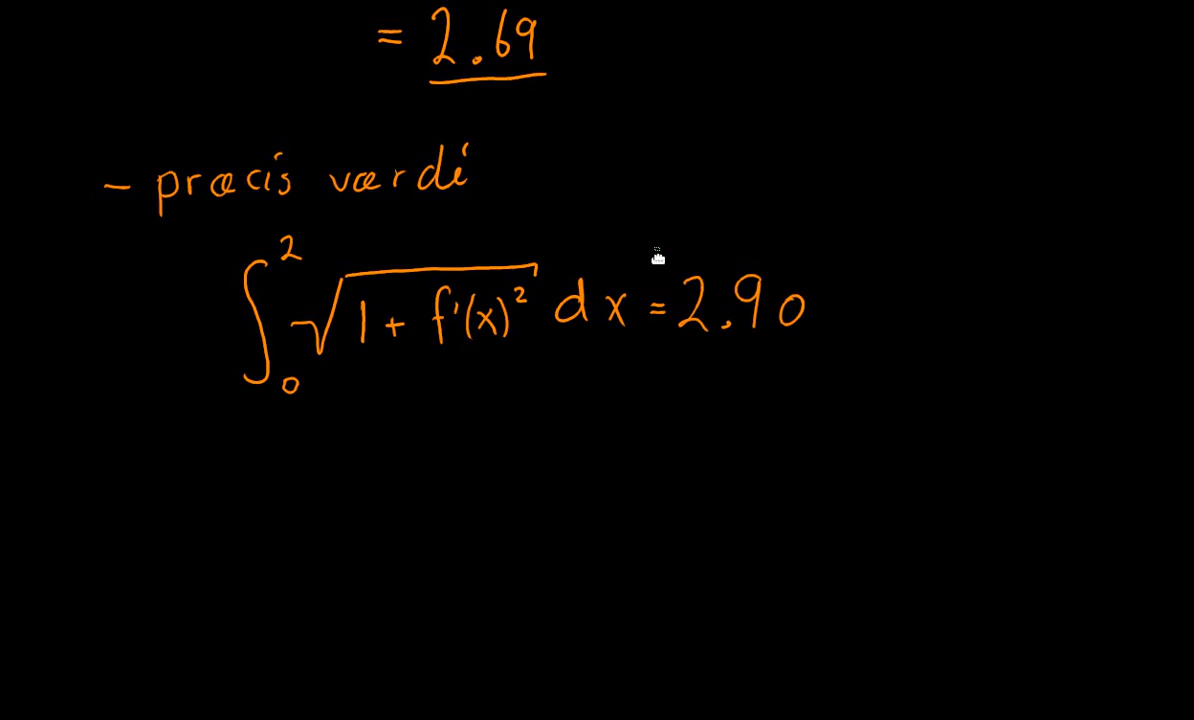 = 2.69
- præcis værdi
∫₀² √(1 + f'(x)²) dx = 2.90